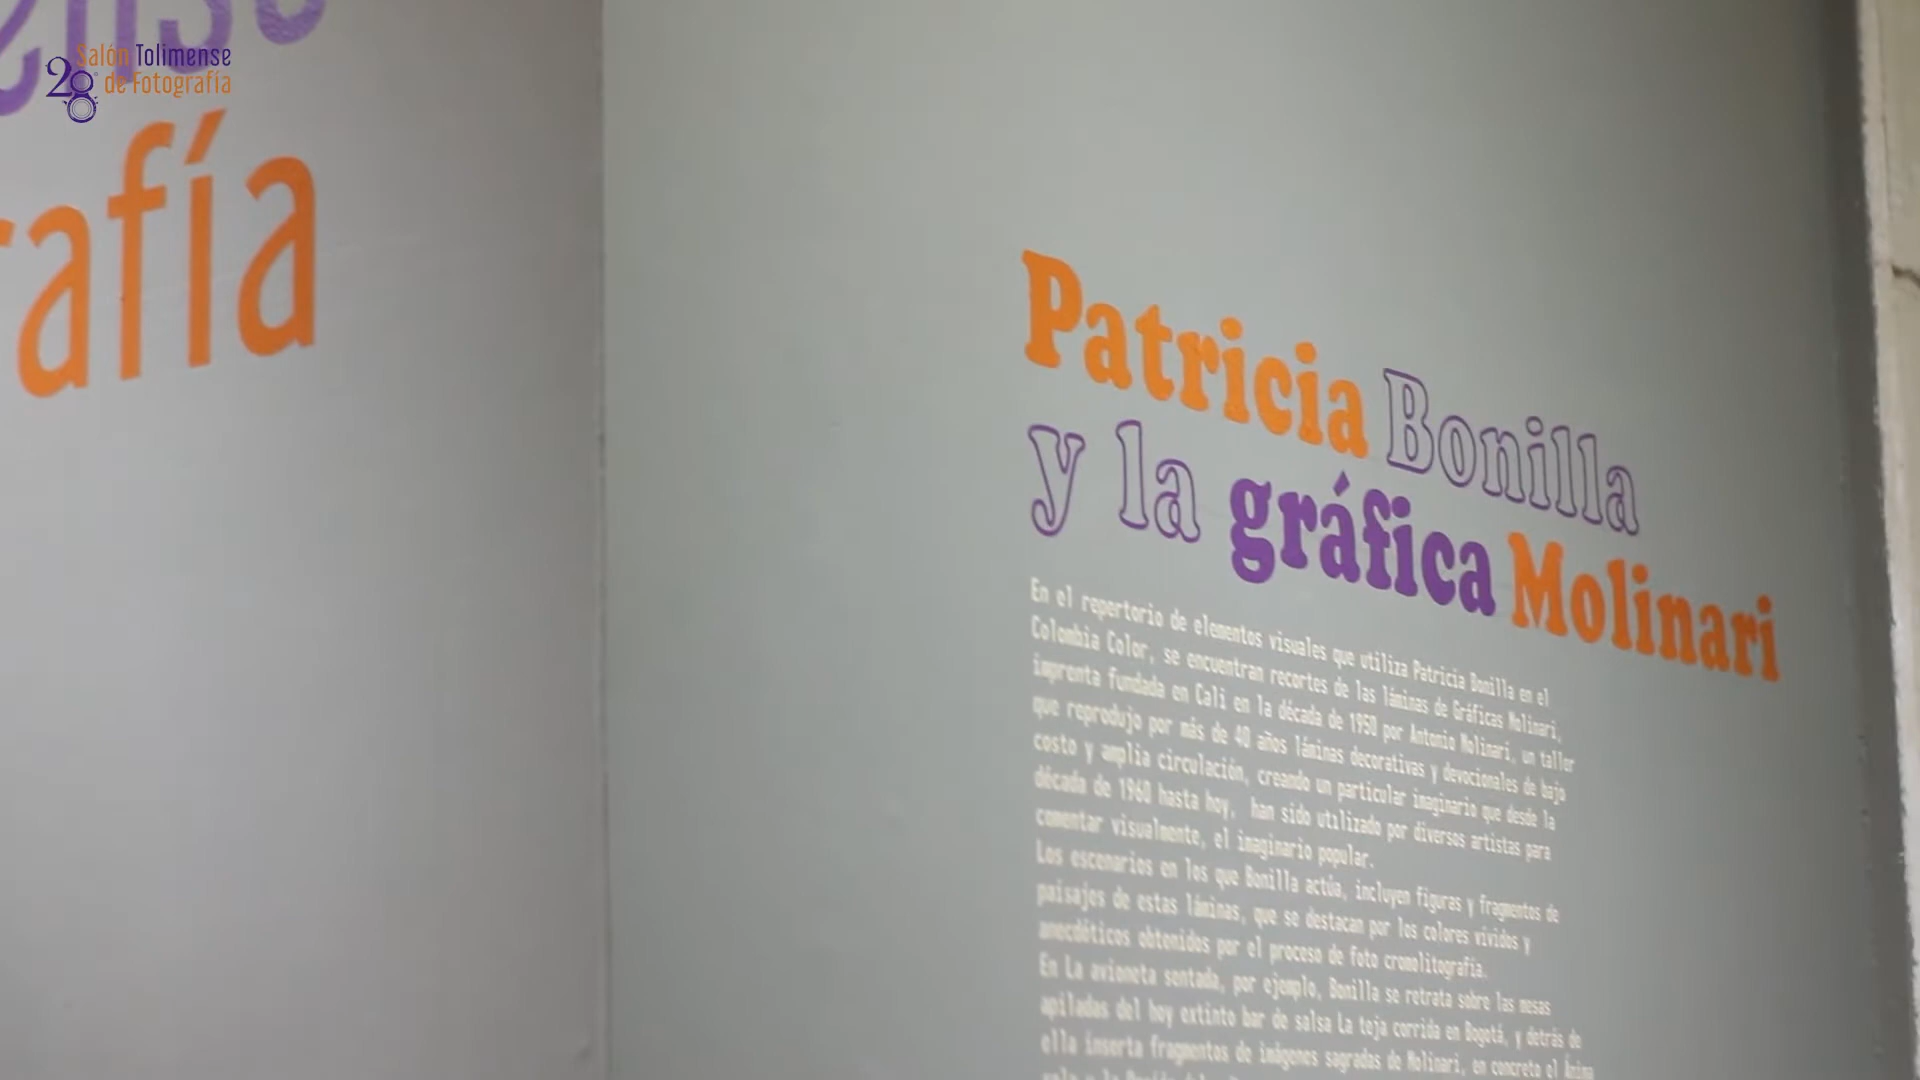 Salón Tolimense
28 de Fotografía
ense
rafía
Patricia Bonilla
y la gráfica Molinari
En el repertorio de elementos visuales que utiliza Patricia Bonilla en el
Colombia Color, se encuentran recortes de las láminas de Gráficas Molinari,
imprenta fundada en Cali en la década de 1950 por Antonio Molinari, un taller
que reprodujo por más de 40 años láminas decorativas y devocionales de bajo
costo y amplia circulación, creando un particular imaginario que desde la
década de 1960 hasta hoy, han sido utilizado por diversos artistas para
comentar visualmente, el imaginario popular.
Los escenarios en los que Bonilla actúa, incluyen figuras y fragmentos de
paisajes de estas láminas, que se destacan por los colores vívidos y
anecdóticos obtenidos por el proceso de foto cromolitografía.
En La avioneta sentada, por ejemplo, Bonilla se retrata sobre las mesas
apiladas del hoy extinto bar de salsa La teja corrida en Bogotá, y detrás de
ella inserta fragmentos de imágenes sagradas de Molinari, en concreto el Ánima